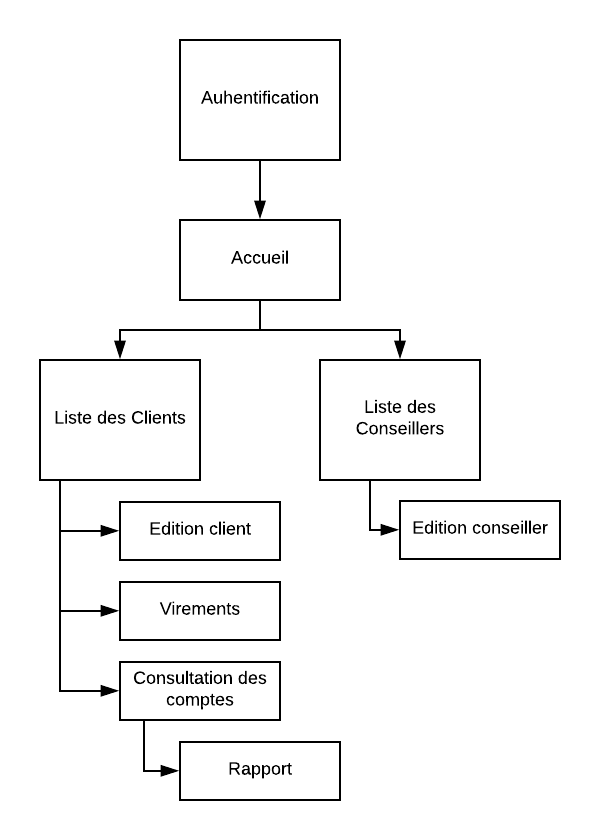 Auhentification
Accueil
Liste des Clients
Liste des
Conseillers
Edition client
Edition conseiller
Virements
Consultation des
comptes
Rapport